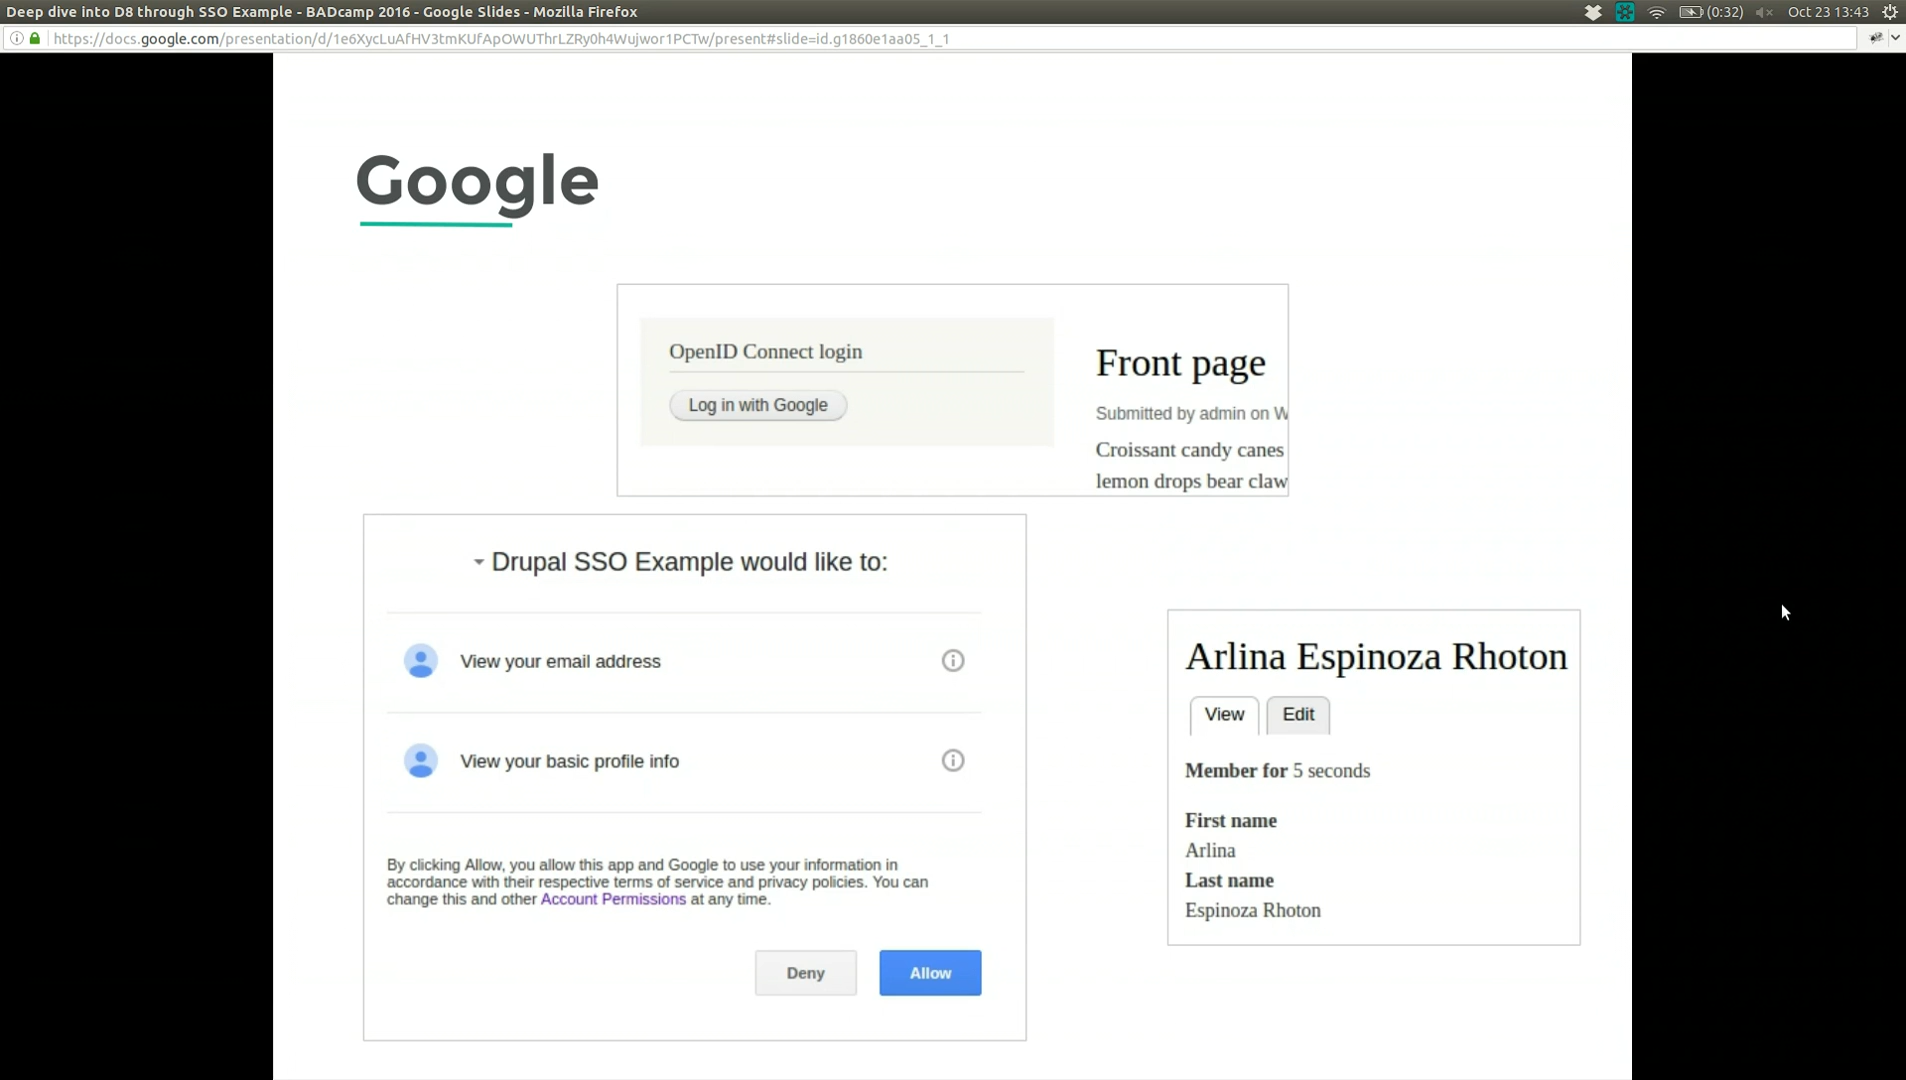 Deep dive into D8 through SSO Example - BADcamp 2016 - Google Slides - Mozilla Firefox
(0:32)
Oct 23 13:43
https://docs.google.com/presentation/d/1e6XycLuAfHV3tmKUfApOWUThrLZRy0h4Wujwor1PCTw/present#slide=id.g1860e1aa05_1_1
Google
OpenID Connect login
Log in with Google
Front page
Submitted by admin on W
Croissant candy canes
lemon drops bear claw
Drupal SSO Example would like to:
View your email address
View your basic profile info
By clicking Allow, you allow this app and Google to use your information in
accordance with their respective terms of service and privacy policies. You can
change this and other Account Permissions at any time.
Deny
Allow
Arlina Espinoza Rhoton
View
Edit
Member for 5 seconds
First name
Arlina
Last name
Espinoza Rhoton